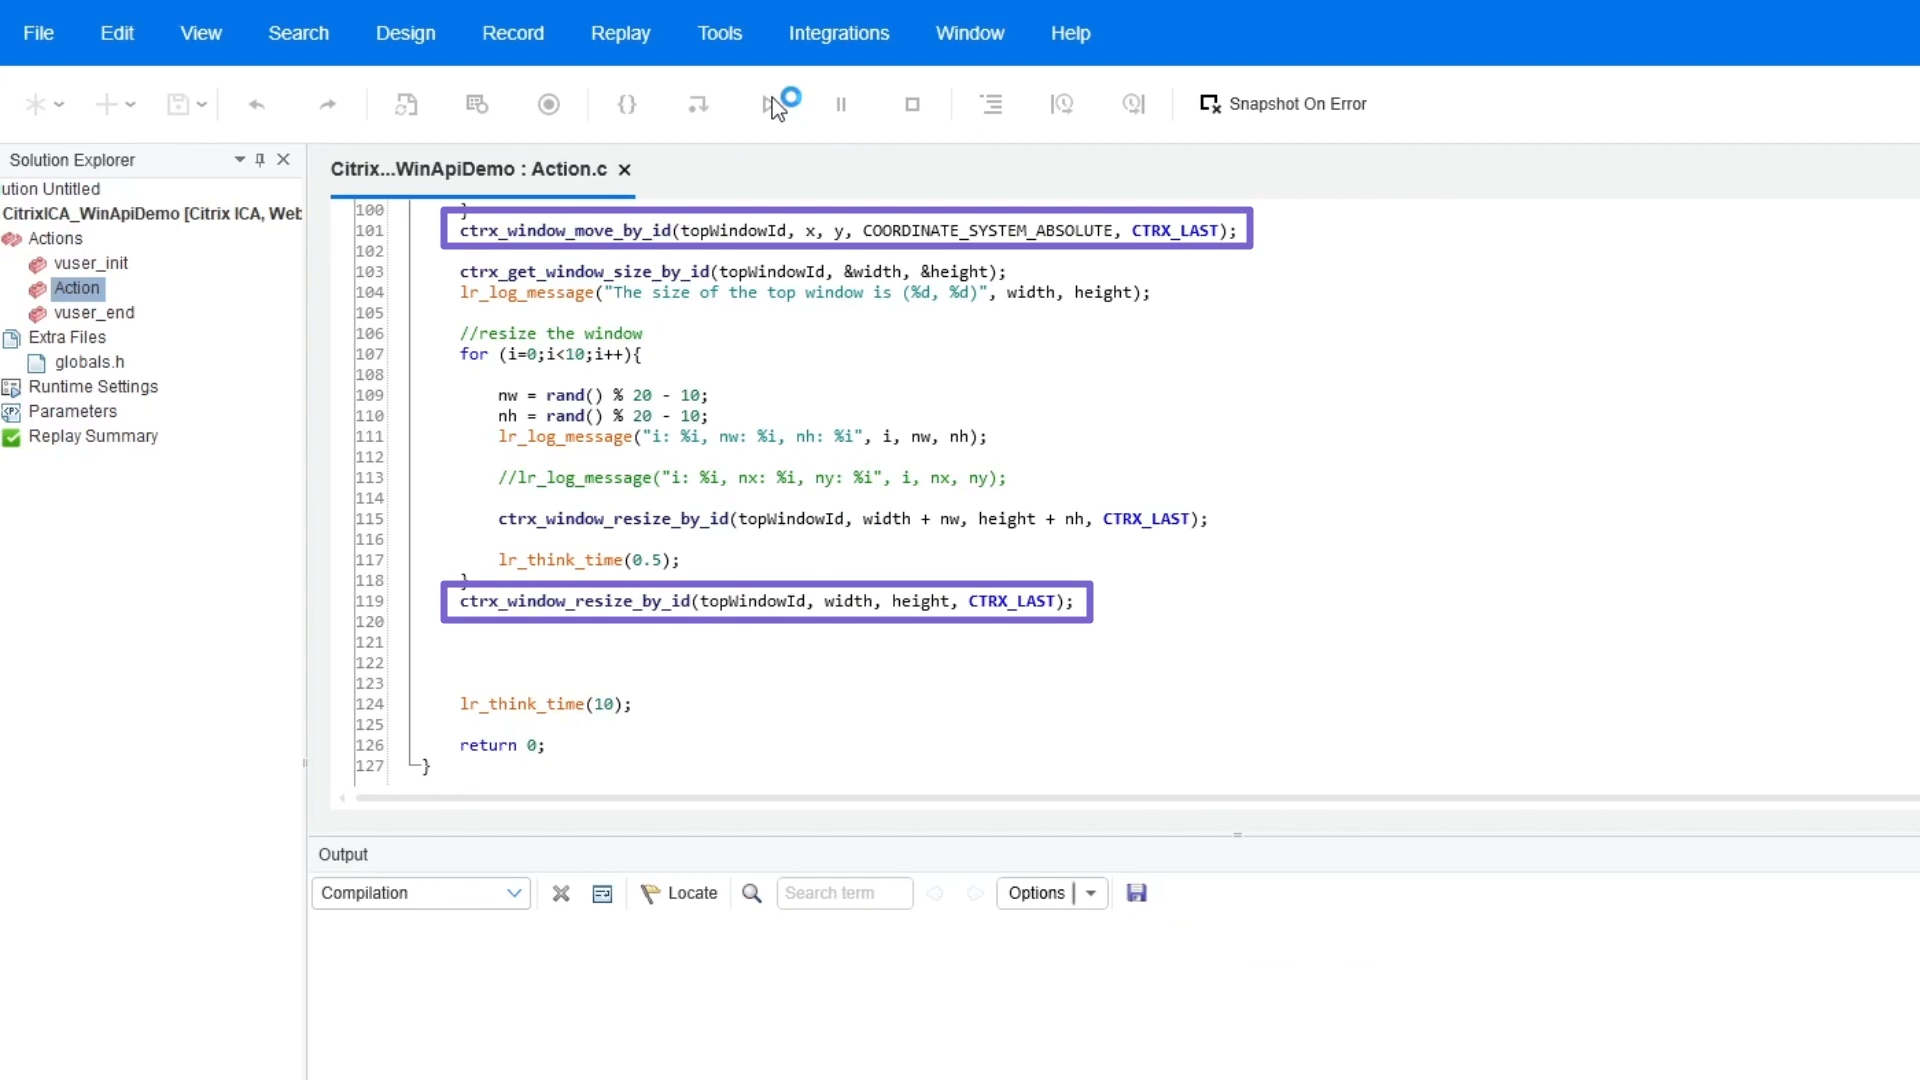 File Edit View Search Design Record Replay Tools Integrations Window Help
Snapshot On Error
Solution Explorer
ution Untitled
CitrixICA_WinApiDemo [Citrix ICA, Web
Actions
vuser_init
Action
vuser_end
Extra Files
globals.h
Runtime Settings
Parameters
Replay Summary
Citrix...WinApiDemo : Action.c
100 }
101 ctrx_window_move_by_id(topWindowId, x, y, COORDINATE_SYSTEM_ABSOLUTE, CTRX_LAST);
102
103 ctrx_get_window_size_by_id(topWindowId, &width, &height);
104 lr_log_message("The size of the top window is (%d, %d)", width, height);
105
106 //resize the window
107 for (i=0;i<10;i++){
108
109 nw = rand() % 20 - 10;
110 nh = rand() % 20 - 10;
111 lr_log_message("i: %i, nw: %i, nh: %i", i, nw, nh);
112
113 //lr_log_message("i: %i, nx: %i, ny: %i", i, nx, ny);
114
115 ctrx_window_resize_by_id(topWindowId, width + nw, height + nh, CTRX_LAST);
116
117 lr_think_time(0.5);
118 }
119 ctrx_window_resize_by_id(topWindowId, width, height, CTRX_LAST);
120
121
122
123
124 lr_think_time(10);
125
126 return 0;
127 }
Output
Compilation Locate Search term Options